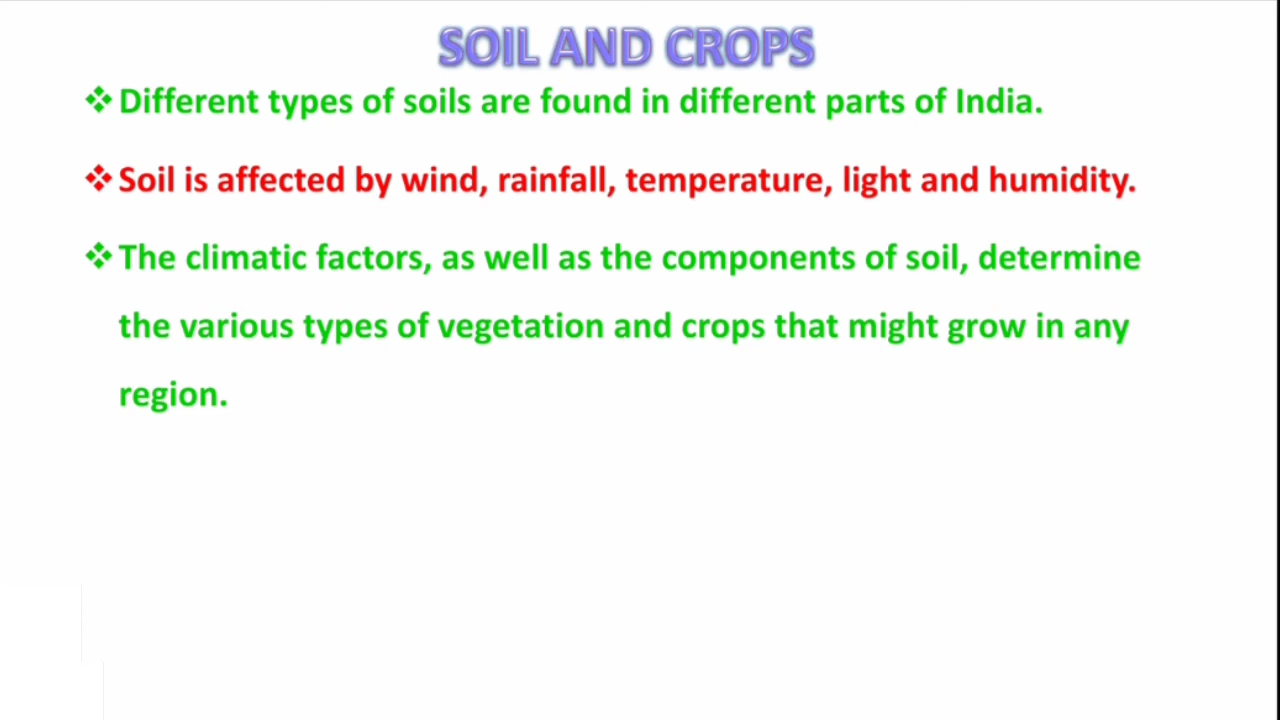 SOIL AND CROPS
❖Different types of soils are found in different parts of India.
❖Soil is affected by wind, rainfall, temperature, light and humidity.
❖The climatic factors, as well as the components of soil, determine
the various types of vegetation and crops that might grow in any
region.